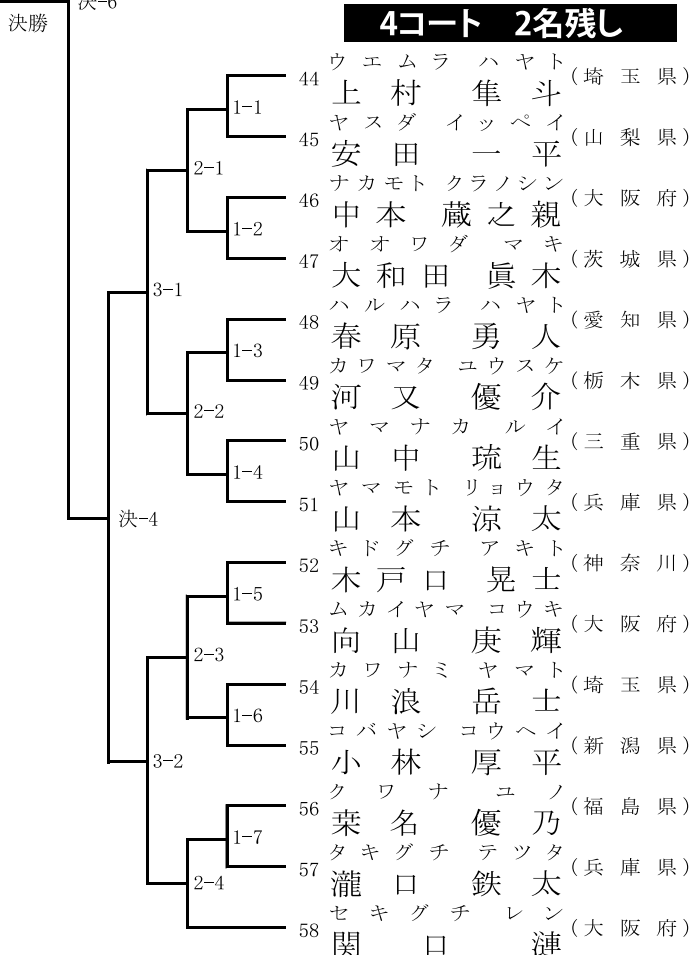 決-6
決勝
4コート 2名残し
ウエムラ ハヤト
44 上村 隼斗 (埼玉県)
1-1
ヤスダ イッペイ
45 安田 一平 (山梨県)
2-1
ナカモト クラノシン
46 中本 蔵之親 (大阪府)
1-2
オオワダ マキ
47 大和田 眞木 (茨城県)
3-1
ハルハラ ハヤト
48 春原 勇人 (愛知県)
1-3
カワマタ ユウスケ
49 河又 優介 (栃木県)
2-2
ヤマナカ ルイ
50 山中 琉生 (三重県)
1-4
ヤマモト リョウタ
51 山本 涼太 (兵庫県)
決-4
キドグチ アキト
52 木戸口 晃士 (神奈川)
1-5
ムカイヤマ コウキ
53 向山 庚輝 (大阪府)
2-3
カワナミ ヤマト
54 川浪 岳士 (埼玉県)
1-6
コバヤシ コウヘイ
55 小林 厚平 (新潟県)
3-2
クワナ ユノ
56 桒名 優乃 (福島県)
1-7
タキグチ テツタ
57 瀧口 鉄太 (兵庫県)
2-4
セキグチ レン
58 関口 漣 (大阪府)